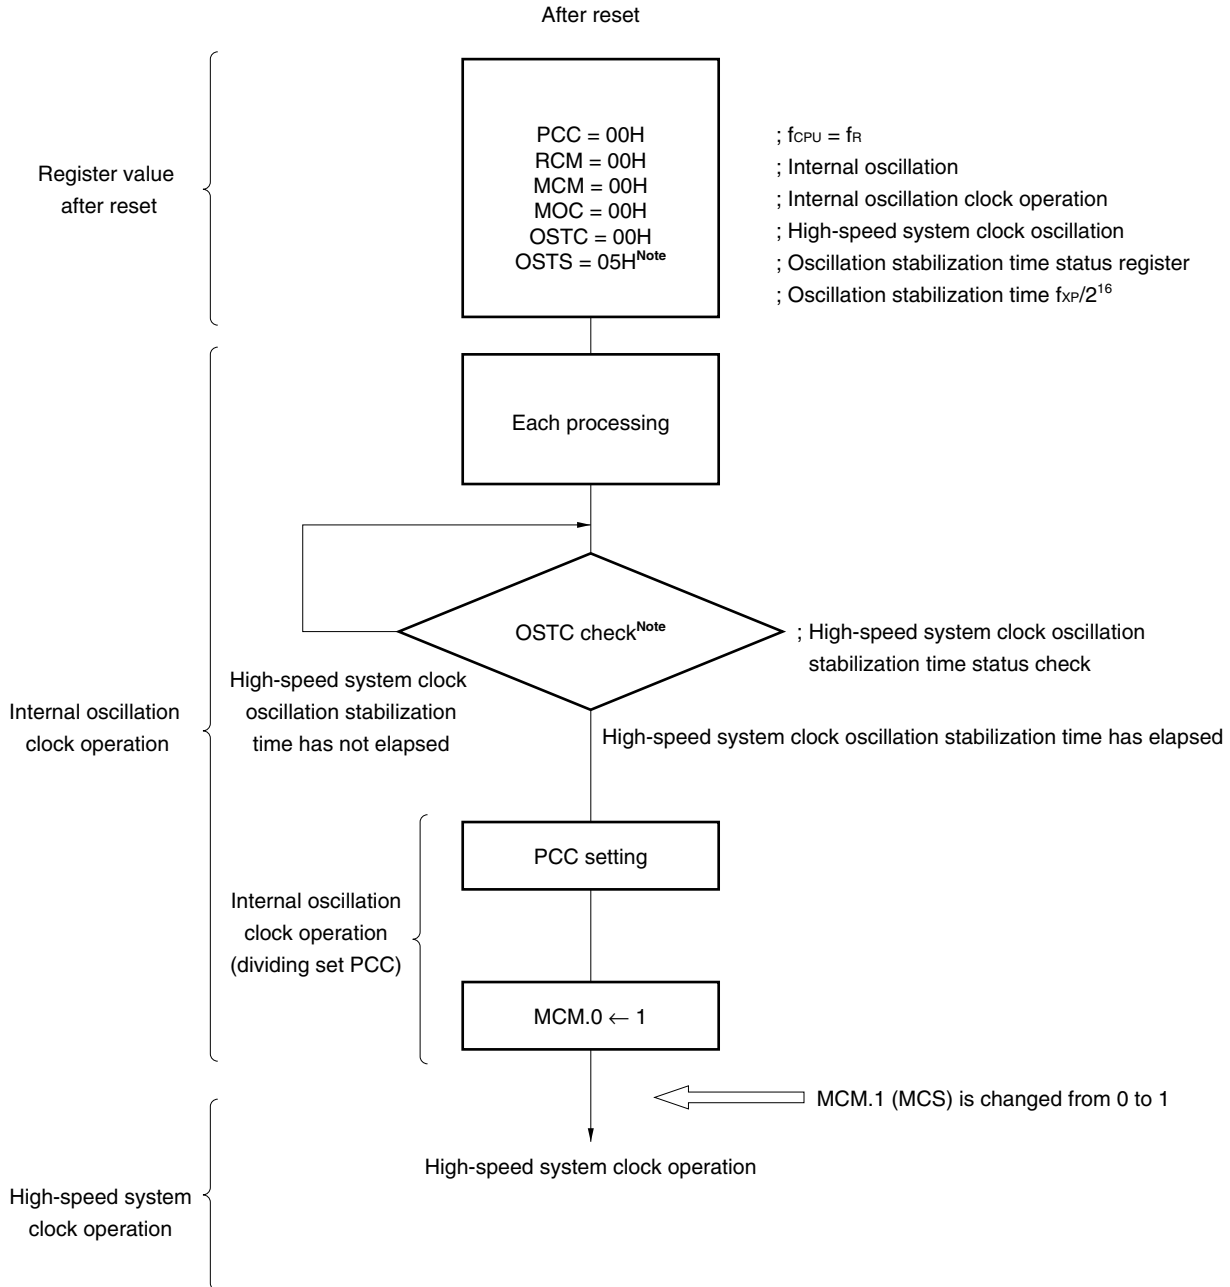 After reset
Register value
after reset
PCC = 00H
RCM = 00H
MCM = 00H
MOC = 00H
OSTC = 00H
OSTS = 05H^Note
; fCPU = fR
; Internal oscillation
; Internal oscillation clock operation
; High-speed system clock oscillation
; Oscillation stabilization time status register
; Oscillation stabilization time fXP/2^16
Each processing
OSTC check^Note
; High-speed system clock oscillation
stabilization time status check
High-speed system clock
oscillation stabilization
time has not elapsed
Internal oscillation
clock operation
High-speed system clock oscillation stabilization time has elapsed
PCC setting
Internal oscillation
clock operation
(dividing set PCC)
MCM.0 ← 1
MCM.1 (MCS) is changed from 0 to 1
High-speed system clock operation
High-speed system
clock operation